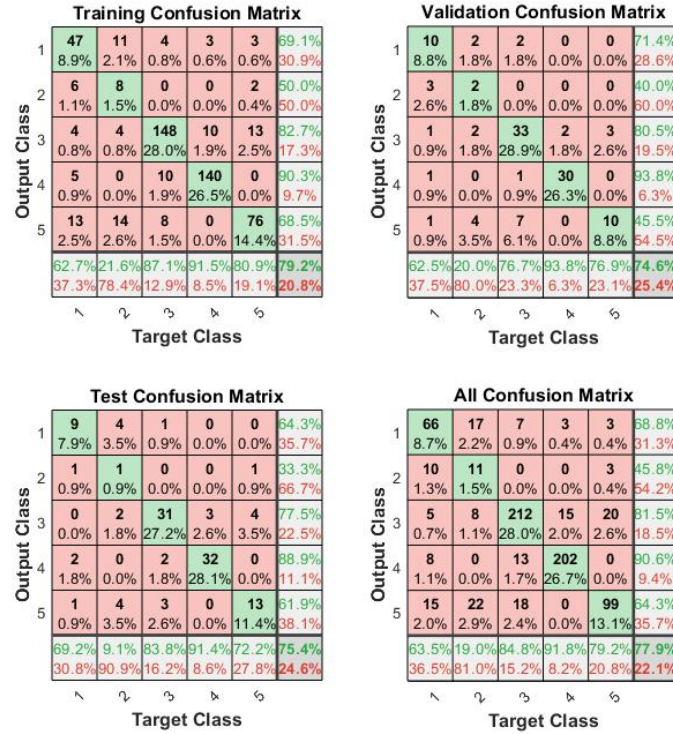 Training Confusion Matrix
1 47 11 4 3 3 69.1%
8.9% 2.1% 0.8% 0.6% 0.6% 30.9%
2 6 8 0 0 2 50.0%
1.1% 1.5% 0.0% 0.0% 0.4% 50.0%
3 4 4 148 10 13 82.7%
0.8% 0.8% 28.0% 1.9% 2.5% 17.3%
4 5 0 10 140 0 90.3%
0.9% 0.0% 1.9% 26.5% 0.0% 9.7%
5 13 14 8 0 76 68.5%
2.5% 2.6% 1.5% 0.0% 14.4% 31.5%
62.7% 21.6% 87.1% 91.5% 80.9% 79.2%
37.3% 78.4% 12.9% 8.5% 19.1% 20.8%
1 2 3 4 5
Target Class
Output Class
Validation Confusion Matrix
1 10 2 2 0 0 71.4%
8.8% 1.8% 1.8% 0.0% 0.0% 28.6%
2 3 2 0 0 0 40.0%
2.6% 1.8% 0.0% 0.0% 0.0% 60.0%
3 1 2 33 2 3 80.5%
0.9% 1.8% 28.9% 1.8% 2.6% 19.5%
4 1 0 1 30 0 93.8%
0.9% 0.0% 0.9% 26.3% 0.0% 6.3%
5 1 4 7 0 10 45.5%
0.9% 3.5% 6.1% 0.0% 8.8% 54.5%
62.5% 20.0% 76.7% 93.8% 76.9% 74.6%
37.5% 80.0% 23.3% 6.3% 23.1% 25.4%
1 2 3 4 5
Target Class
Output Class
Test Confusion Matrix
1 9 4 1 0 0 64.3%
7.9% 3.5% 0.9% 0.0% 0.0% 35.7%
2 1 1 0 0 1 33.3%
0.9% 0.9% 0.0% 0.0% 0.9% 66.7%
3 0 2 31 3 4 77.5%
0.0% 1.8% 27.2% 2.6% 3.5% 22.5%
4 2 0 2 32 0 88.9%
1.8% 0.0% 1.8% 28.1% 0.0% 11.1%
5 1 4 3 0 13 61.9%
0.9% 3.5% 2.6% 0.0% 11.4% 38.1%
69.2% 9.1% 83.8% 91.4% 72.2% 75.4%
30.8% 90.9% 16.2% 8.6% 27.8% 24.6%
1 2 3 4 5
Target Class
Output Class
All Confusion Matrix
1 66 17 7 3 3 68.8%
8.7% 2.2% 0.9% 0.4% 0.4% 31.3%
2 10 11 0 0 3 45.8%
1.3% 1.5% 0.0% 0.0% 0.4% 54.2%
3 5 8 212 15 20 81.5%
0.7% 1.1% 28.0% 2.0% 2.6% 18.5%
4 8 0 13 202 0 90.6%
1.1% 0.0% 1.7% 26.7% 0.0% 9.4%
5 15 22 18 0 99 64.3%
2.0% 2.9% 2.4% 0.0% 13.1% 35.7%
63.5% 19.0% 84.8% 91.8% 79.2% 77.9%
36.5% 81.0% 15.2% 8.2% 20.8% 22.1%
1 2 3 4 5
Target Class
Output Class